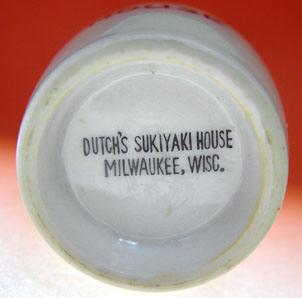 DUTCH'S SUKIYAKI HOUSE
MILWAUKEE, WISC.